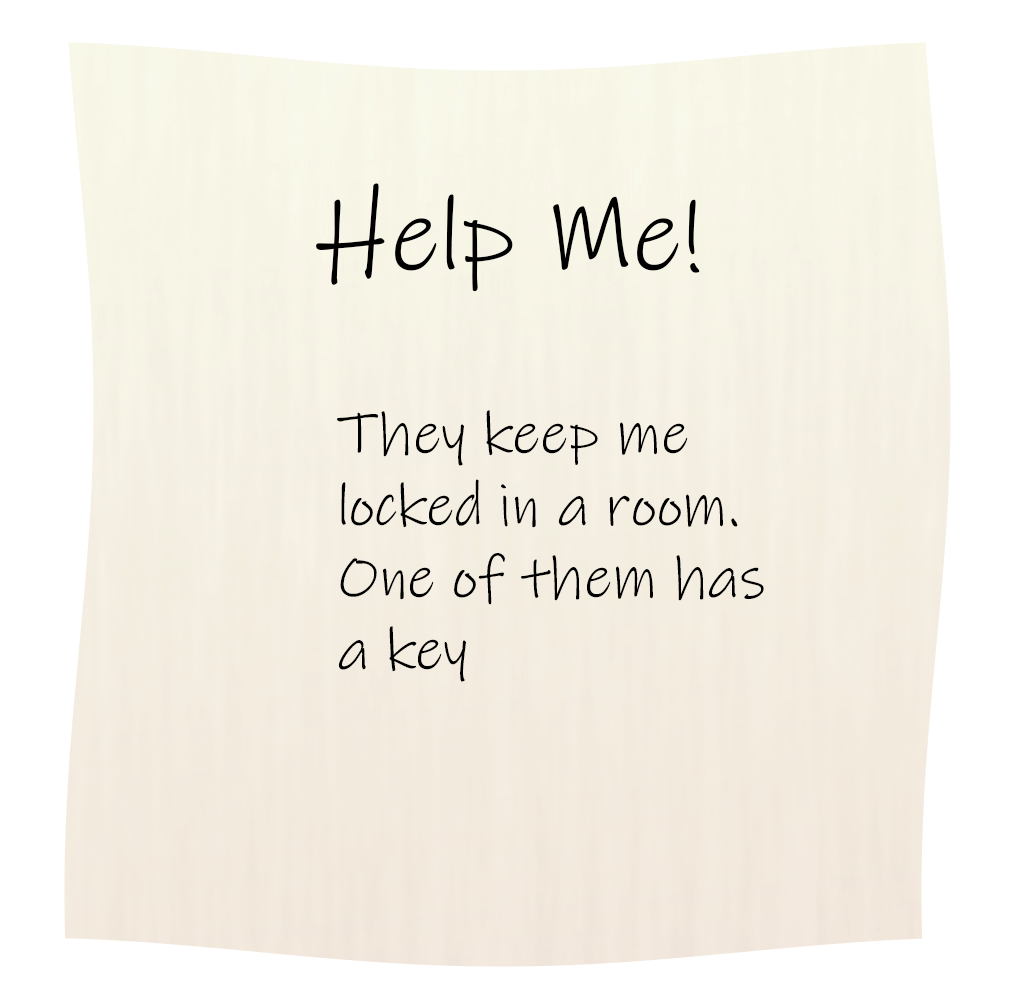 Help Me!
They keep me
locked in a room.
One of them has
a key